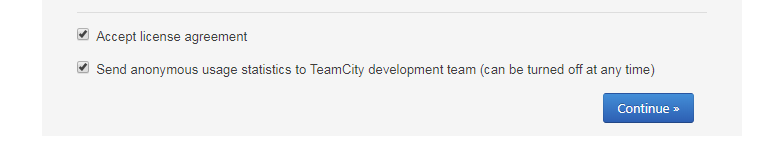 Accept license agreement
Send anonymous usage statistics to TeamCity development team (can be turned off at any time)
Continue »